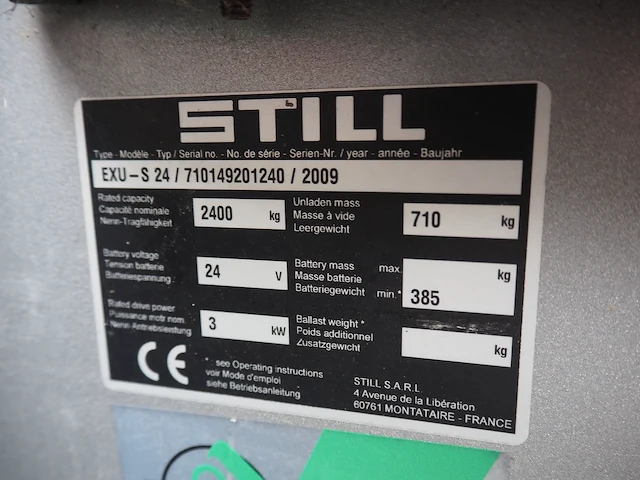 STILL
Type - Modèle - Typ / Serial no. - No. de série - Serien-Nr. / year - année - Baujahr
EXU-S 24 / 710149201240 / 2009
Rated capacity
Capacité nominale
Nenn-Tragfähigkeit
2400 kg
Unladen mass
Masse à vide
Leergewicht
710 kg
Battery voltage
Tension batterie
Batteriespannung
24 V
Battery mass max.
Masse batterie
Batteriegewicht min.*
kg
385
Rated drive power
Puissance motr. nom.
Nenn-Antriebsleistung
3 kW
Ballast weight *
Poids additionnel
Zusatzgewicht
kg
CE
* see Operating instructions
voir Mode d'emploi
siehe Betriebsanleitung
STILL S.A.R.L
4 Avenue de la Libération
60761 MONTATAIRE - FRANCE